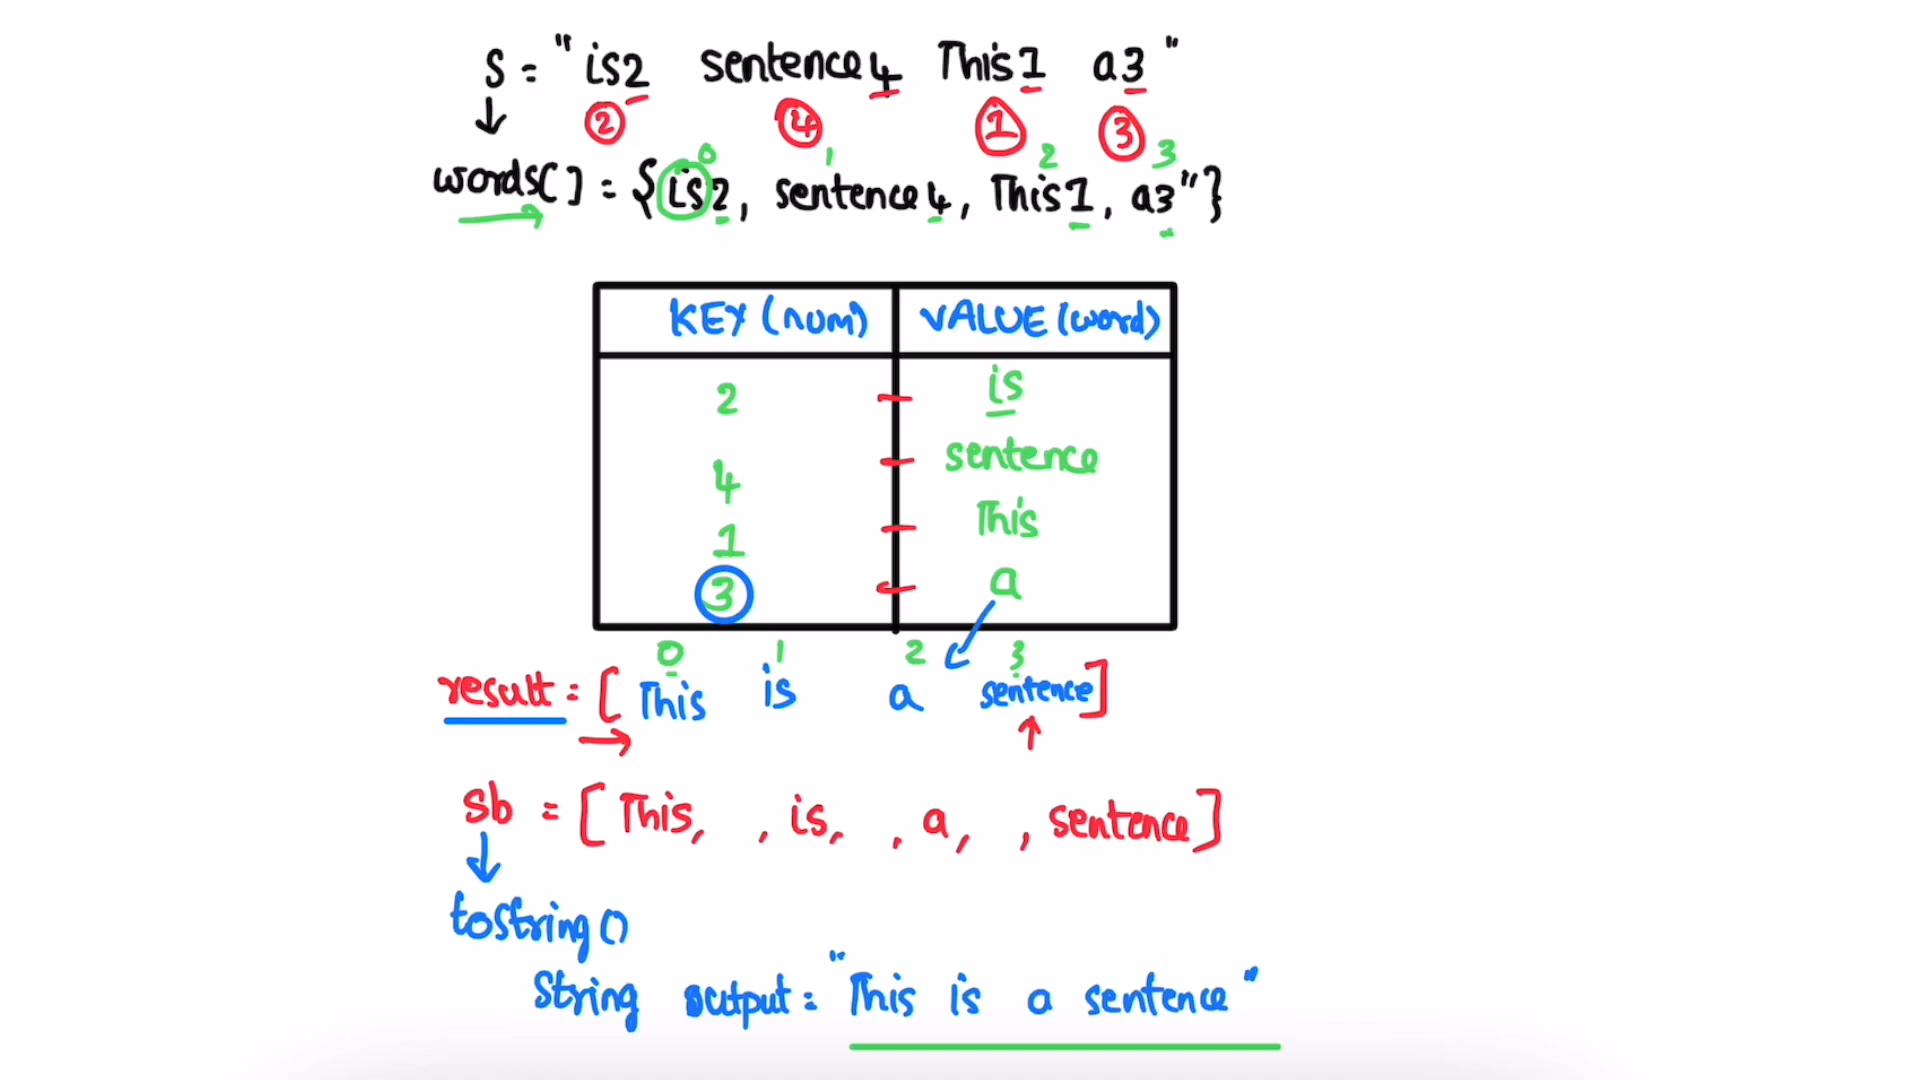 S = "is2 sentence4 This1 a3"
2 4 1 3
0 1 2 3
words[] = {is2, sentence4, This1, a3"}
KEY (num) VALUE (word)
2 is
4 sentence
1 This
3 a
0 1 2 3
result = [This is a sentence]
sb = [This, , is, , a, , sentence]
toString()
String output = "This is a sentence"